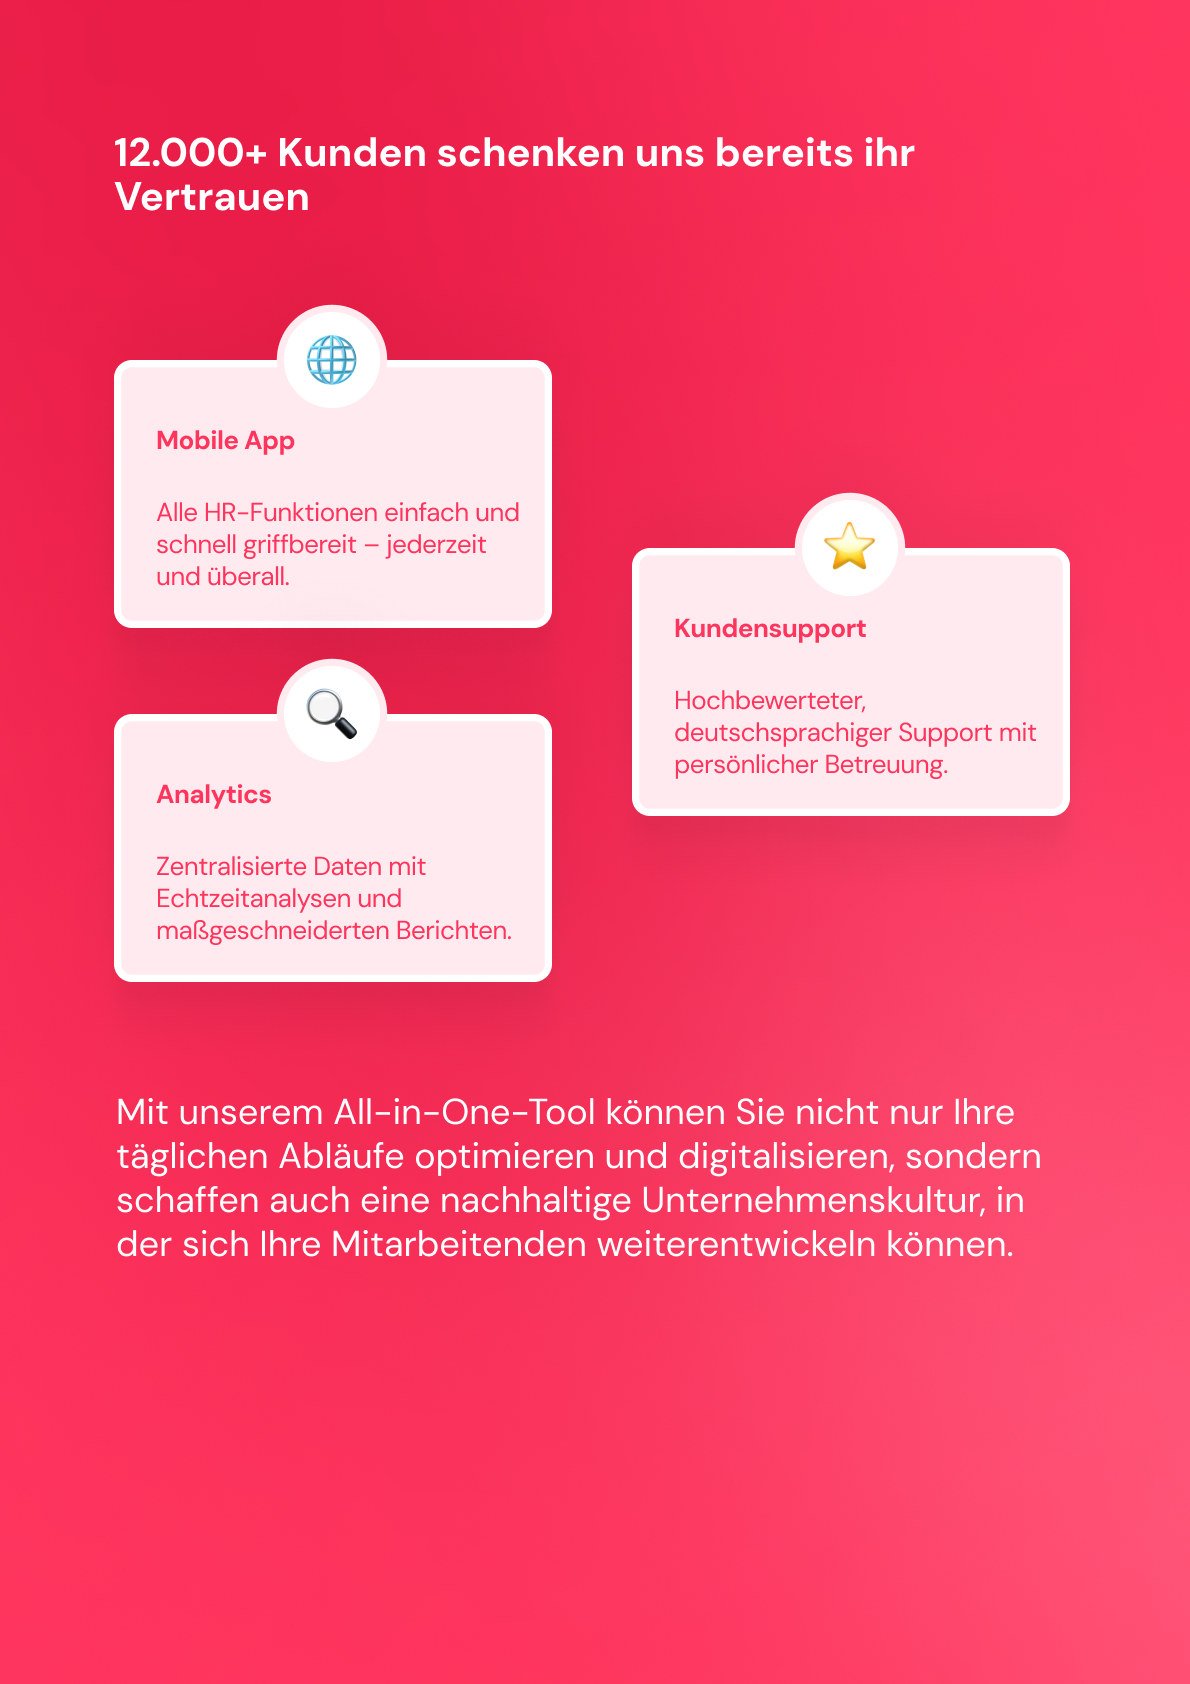 12.000+ Kunden schenken uns bereits ihr
Vertrauen
Mobile App
Alle HR-Funktionen einfach und
schnell griffbereit – jederzeit
und überall.
Kundensupport
Hochbewerteter,
deutschsprachiger Support mit
persönlicher Betreuung.
Analytics
Zentralisierte Daten mit
Echtzeitanalysen und
maßgeschneiderten Berichten.
Mit unserem All-in-One-Tool können Sie nicht nur Ihre
täglichen Abläufe optimieren und digitalisieren, sondern
schaffen auch eine nachhaltige Unternehmenskultur, in
der sich Ihre Mitarbeitenden weiterentwickeln können.